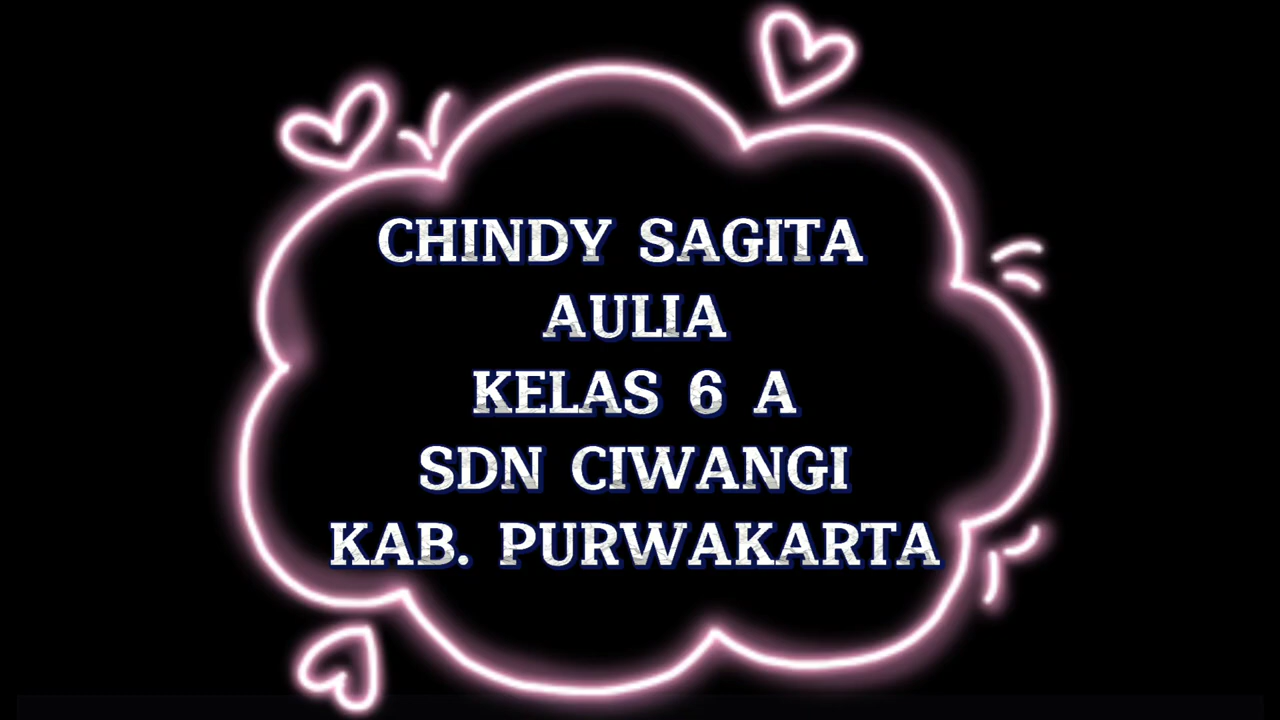 CHINDY SAGITA
AULIA
KELAS 6 A
SDN CIWANGI
KAB. PURWAKARTA